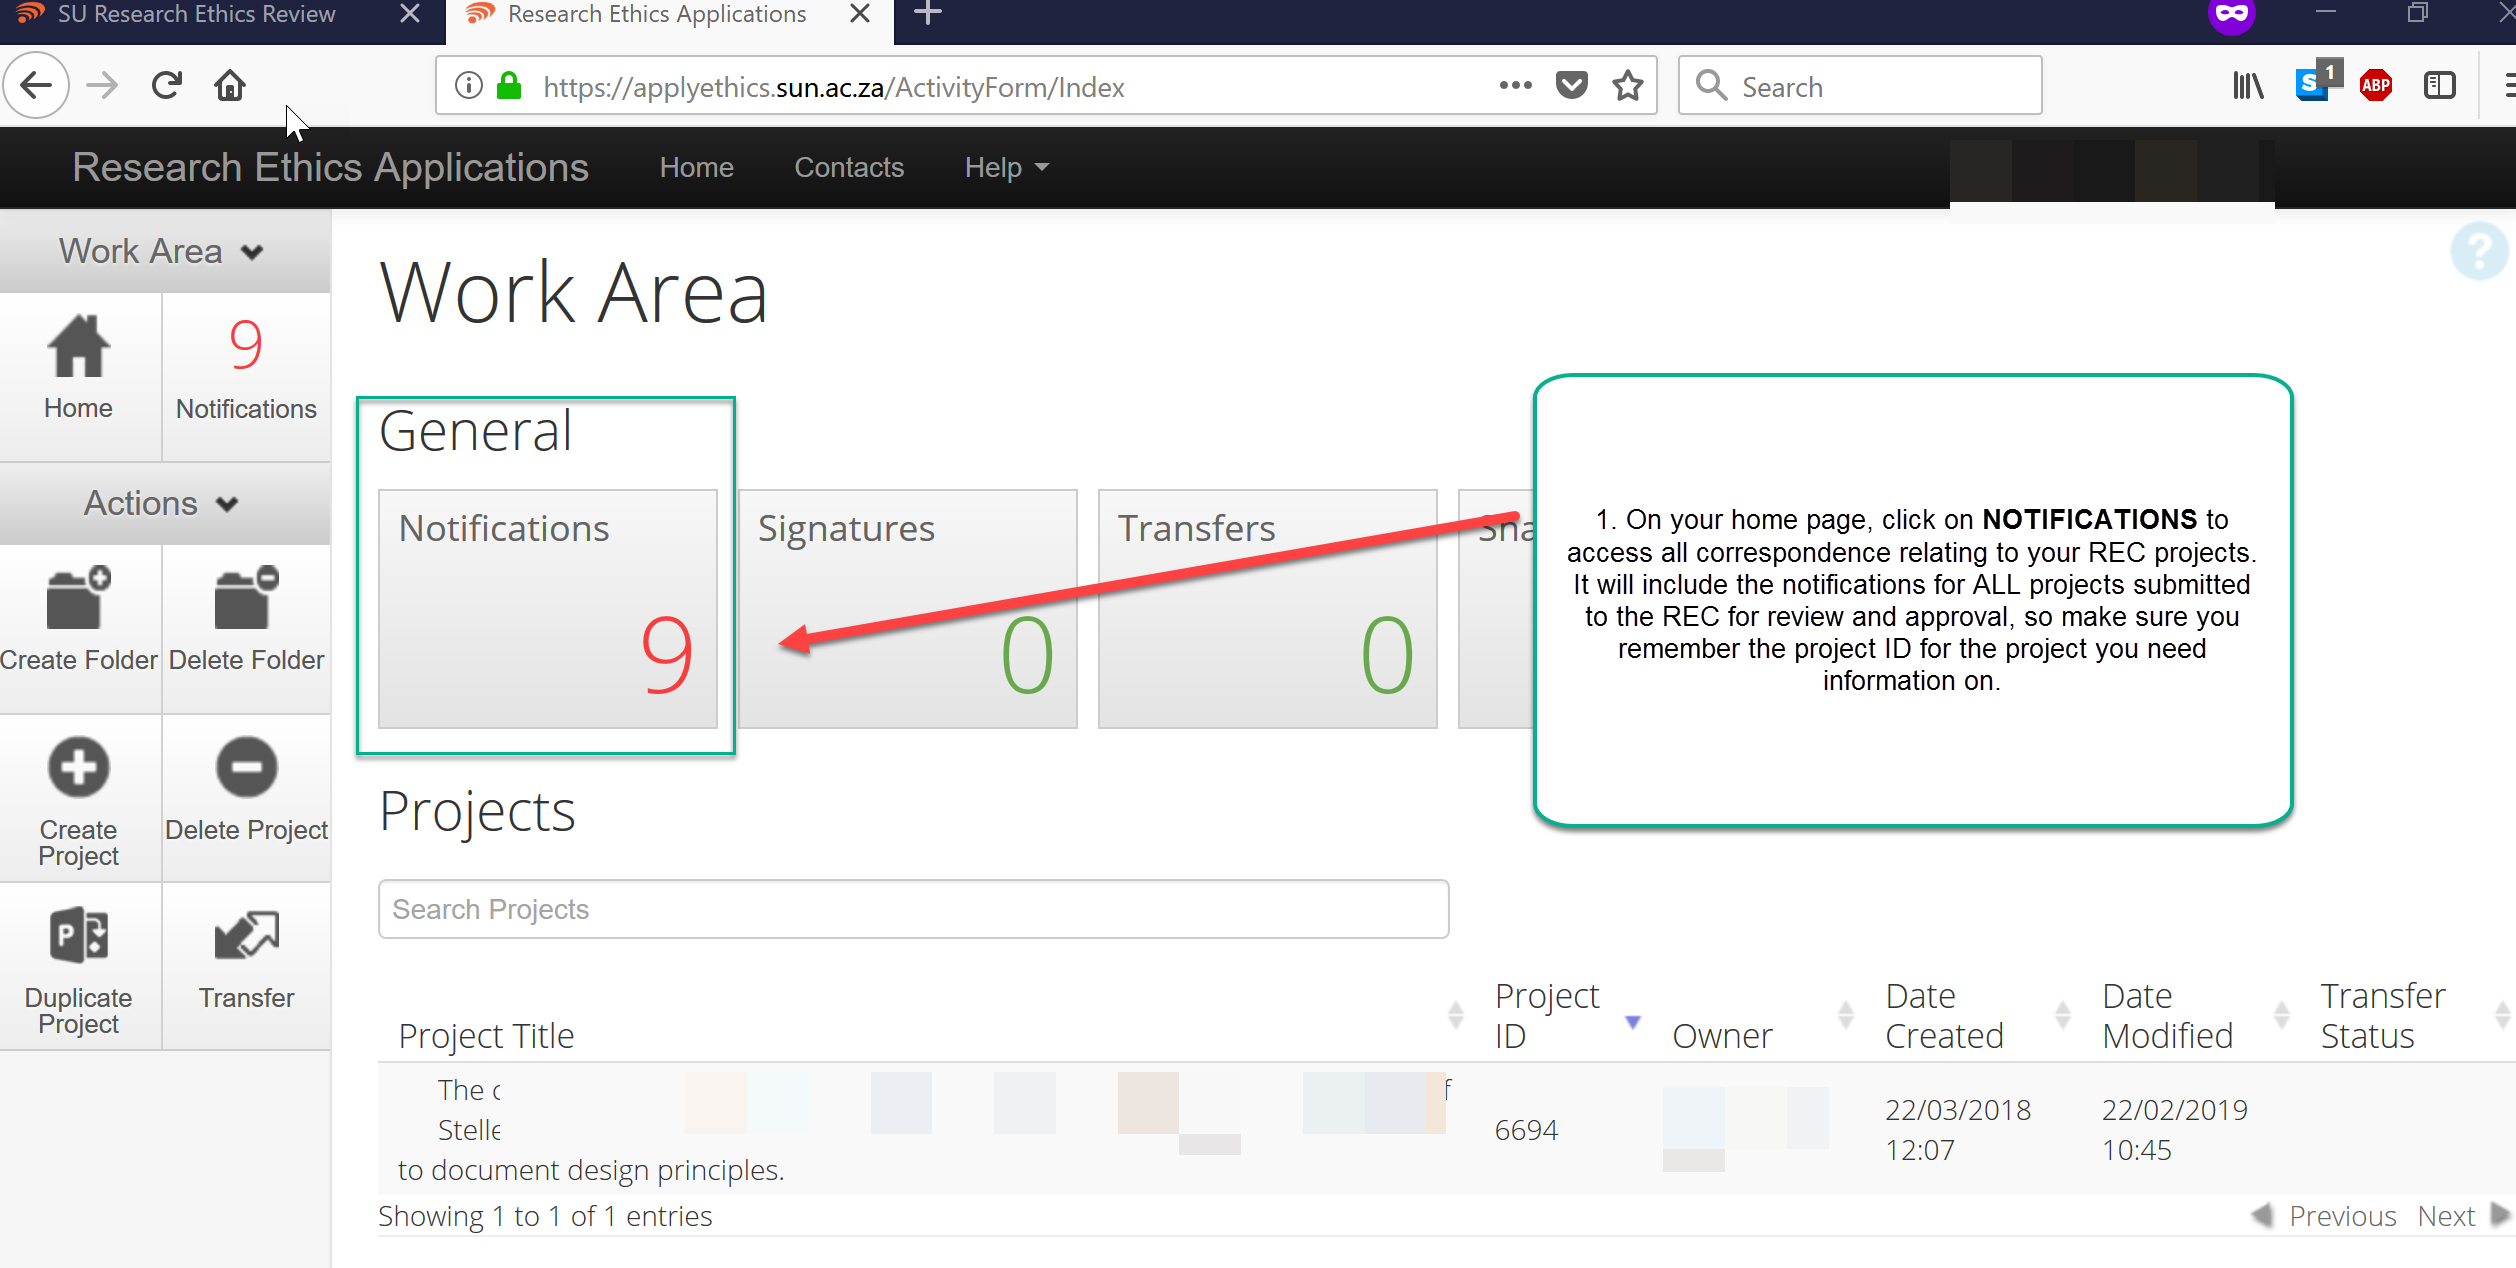 SU Research Ethics Review
Research Ethics Applications
https://applyethics.sun.ac.za/ActivityForm/Index
Search
1
S
ABP
Research Ethics Applications
Home
Contacts
Help
Work Area
Home
9
Notifications
Actions
Create Folder
Delete Folder
Create
Project
Delete Project
Duplicate
Project
Transfer
Work Area
?
General
Notifications
9
Signatures
0
Transfers
0
1. On your home page, click on NOTIFICATIONS to
access all correspondence relating to your REC projects.
It will include the notifications for ALL projects submitted
to the REC for review and approval, so make sure you
remember the project ID for the project you need
information on.
Projects
Search Projects
Project Title
Project
ID
Owner
Date
Created
Date
Modified
Transfer
Status
The
to document design principles.
6694
22/03/2018
12:07
22/02/2019
10:45
Showing 1 to 1 of 1 entries
Previous
Next